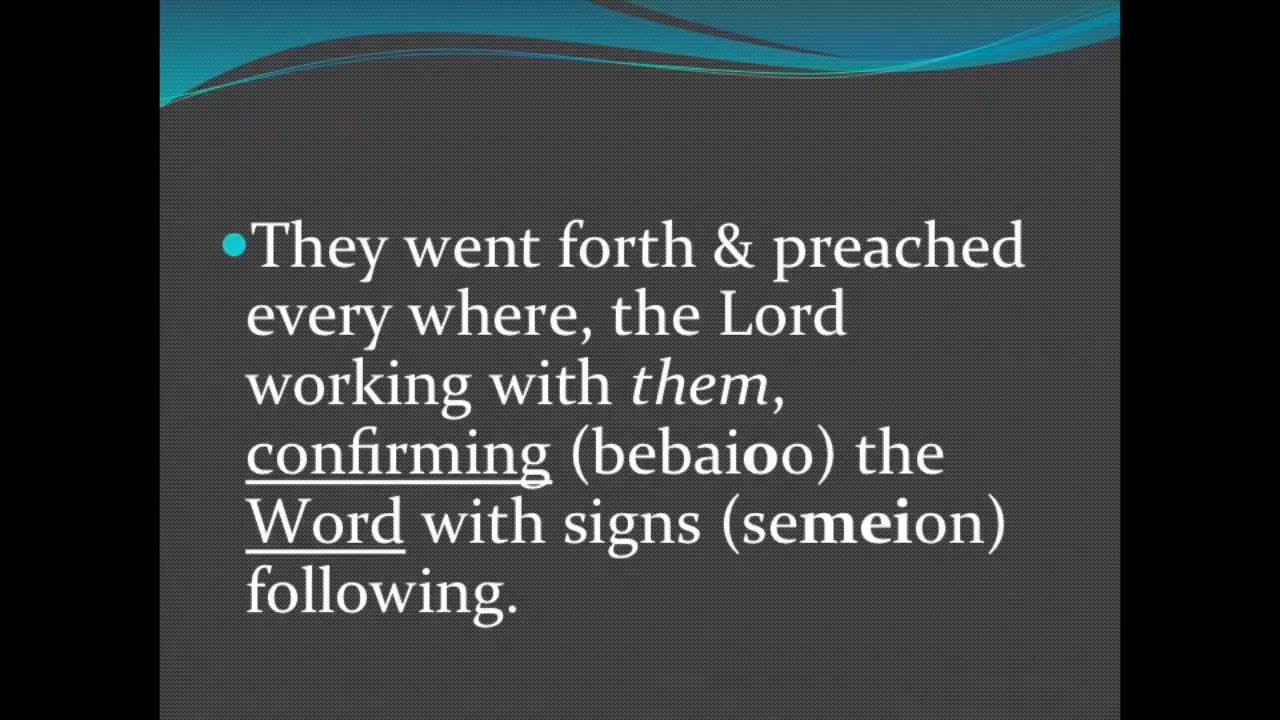 •They went forth & preached
every where, the Lord
working with them,
confirming (bebaioo) the
Word with signs (semeion)
following.